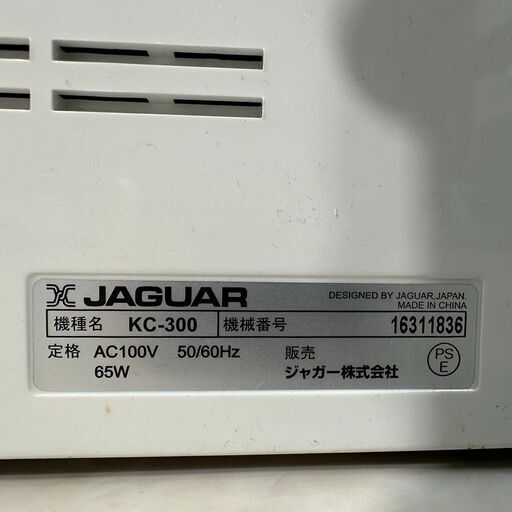 JAGUAR
DESIGNED BY JAGUAR,JAPAN,
MADE IN CHINA
機種名 KC-300 機械番号 16311836
定格 AC100V 50/60Hz 販売
65W ジャガー株式会社
PS
E